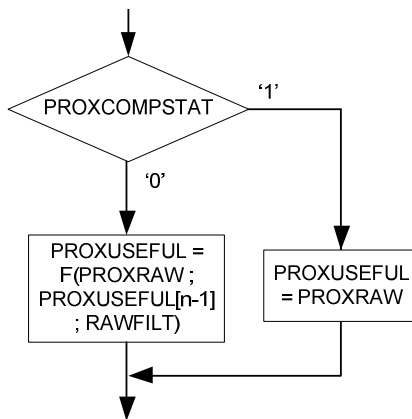 PROXCOMPSTAT
‘1’
‘0’
PROXUSEFUL =
F(PROXRAW ;
PROXUSEFUL[n-1]
; RAWFILT)
PROXUSEFUL
= PROXRAW